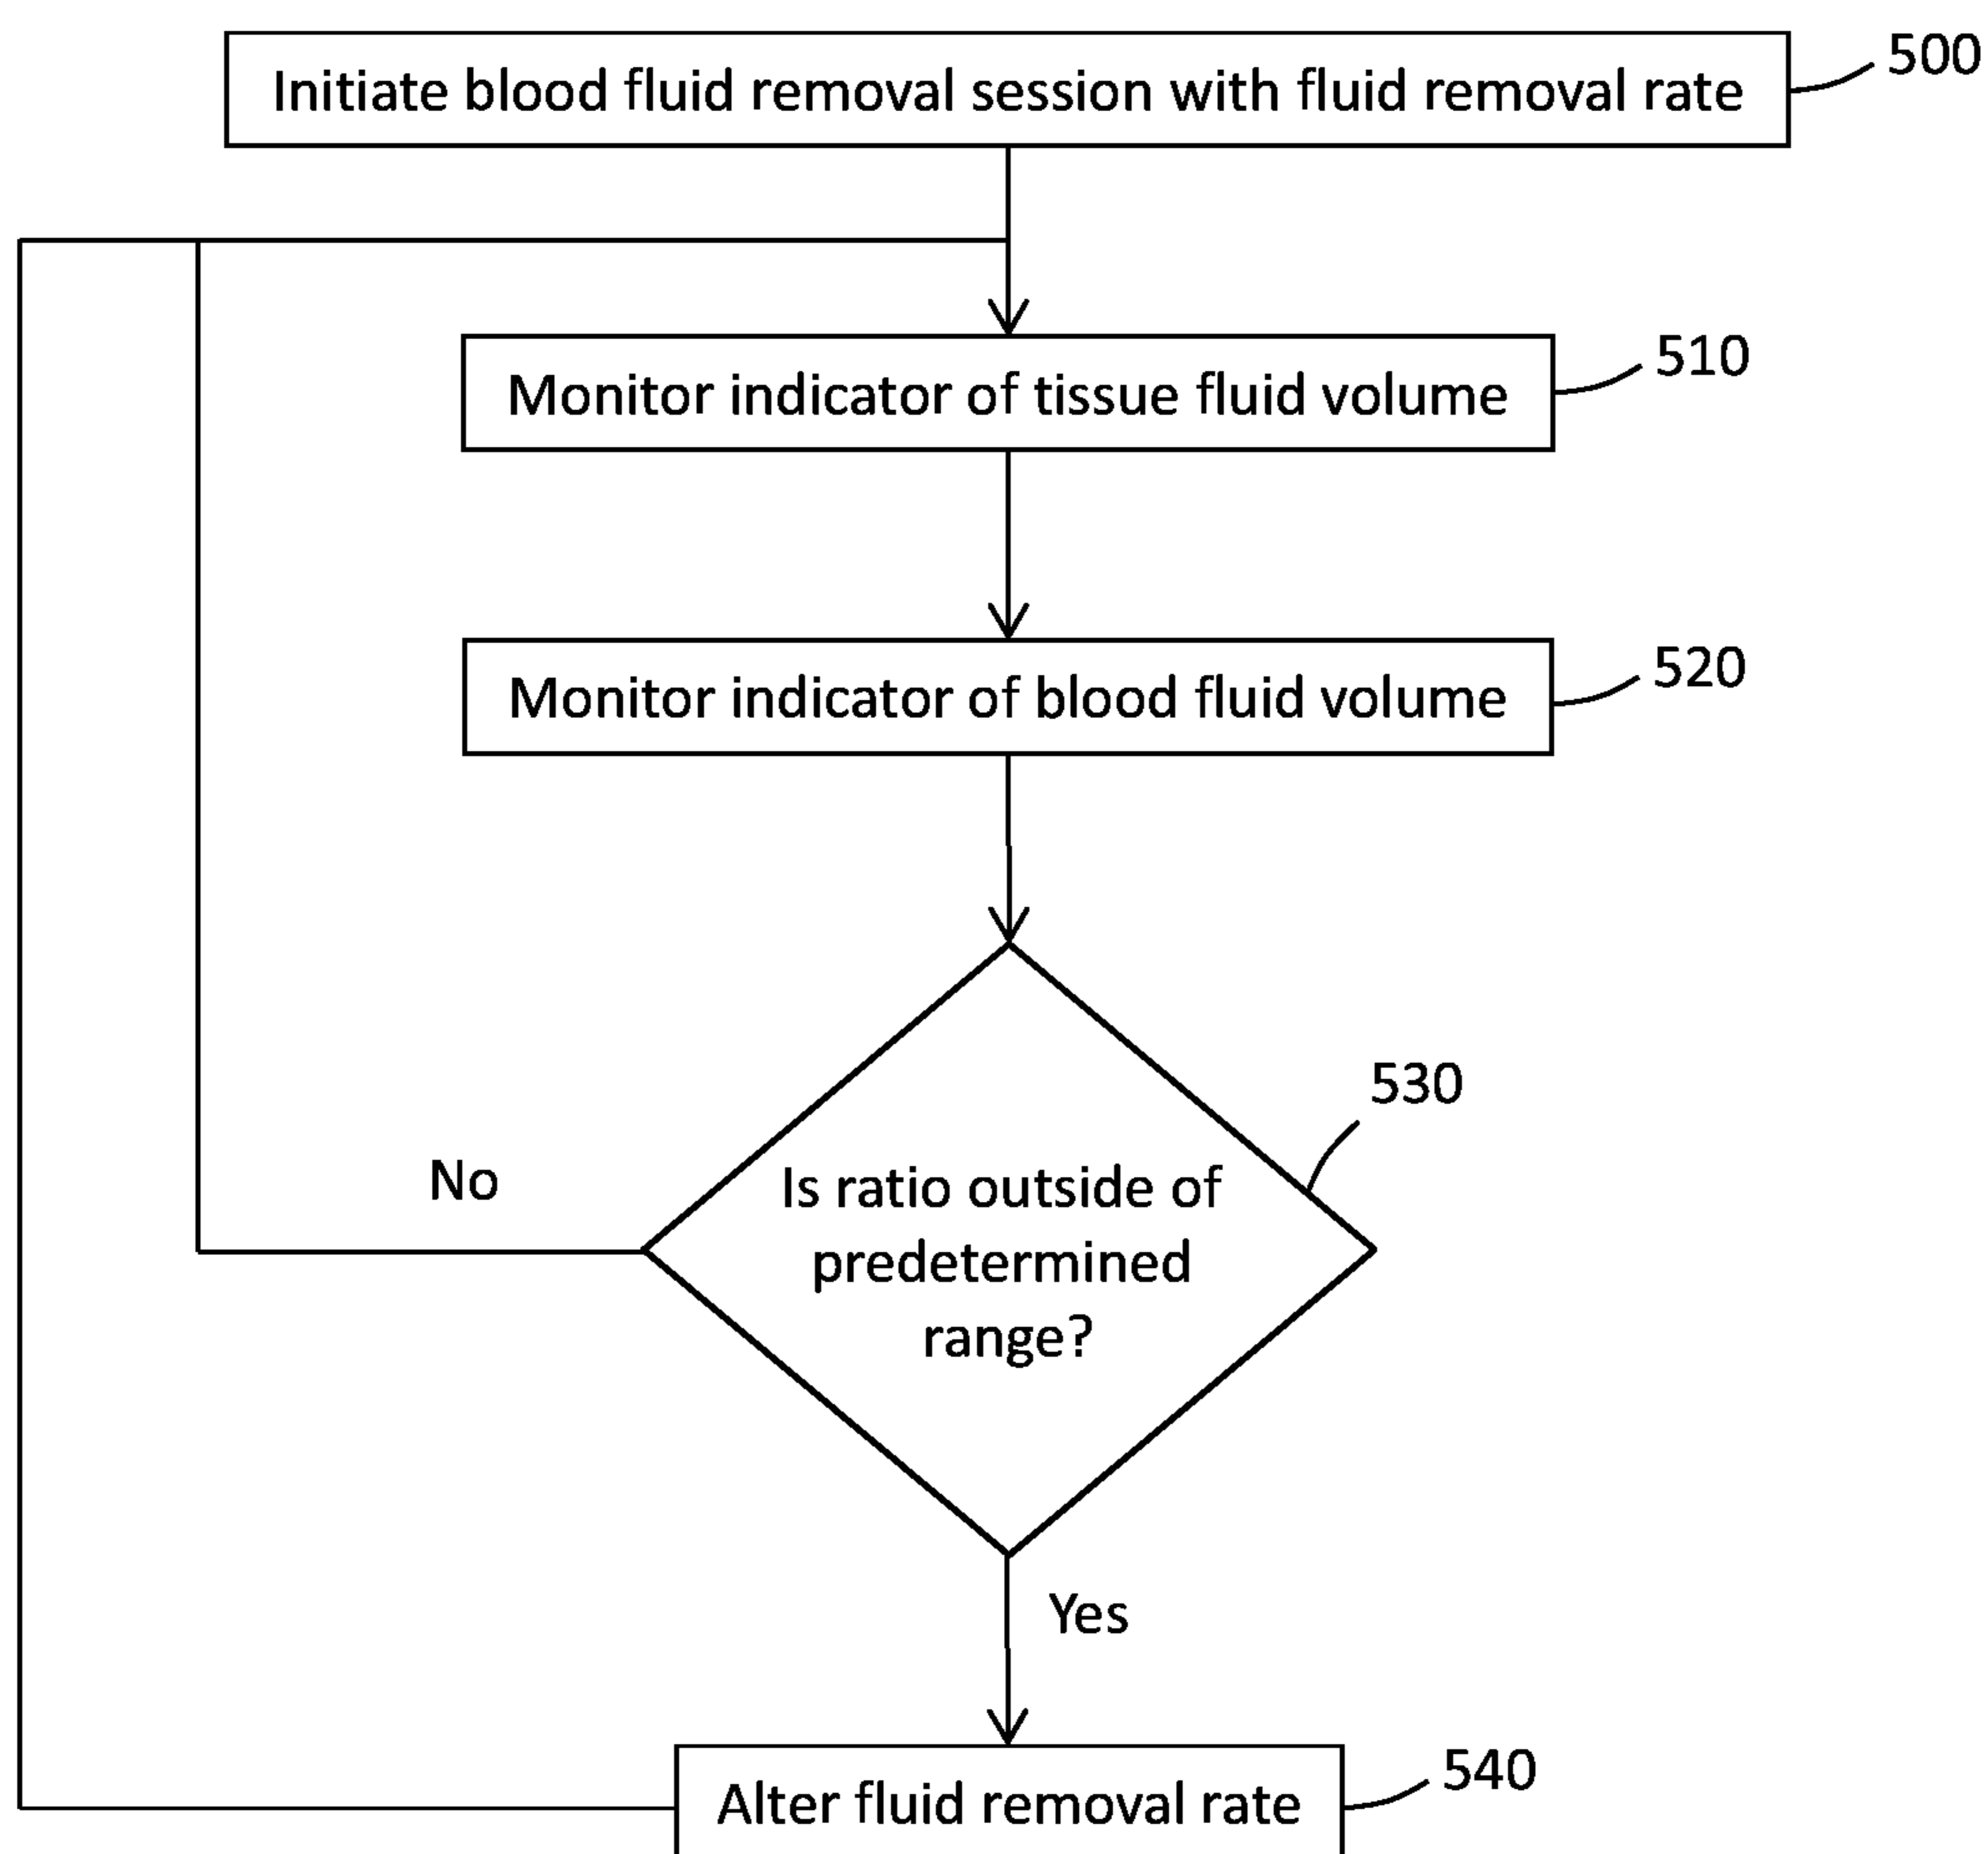 Initiate blood fluid removal session with fluid removal rate
500
Monitor indicator of tissue fluid volume
510
Monitor indicator of blood fluid volume
520
530
No
Is ratio outside of
predetermined
range?
Yes
Alter fluid removal rate
540